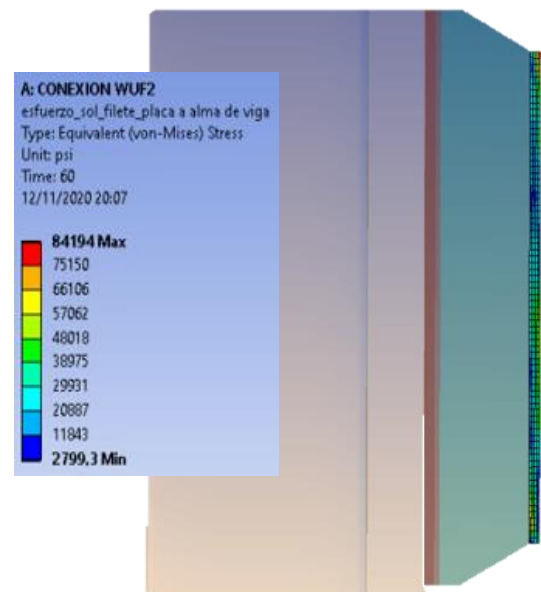 A: CONEXION WUF2
esfuerzo_sol_filete_placa a alma de viga
Type: Equivalent (von-Mises) Stress
Unit: psi
Time: 60
12/11/2020 20:07
84194 Max
75150
66106
57062
48018
38975
29931
20887
11843
2799,3 Min